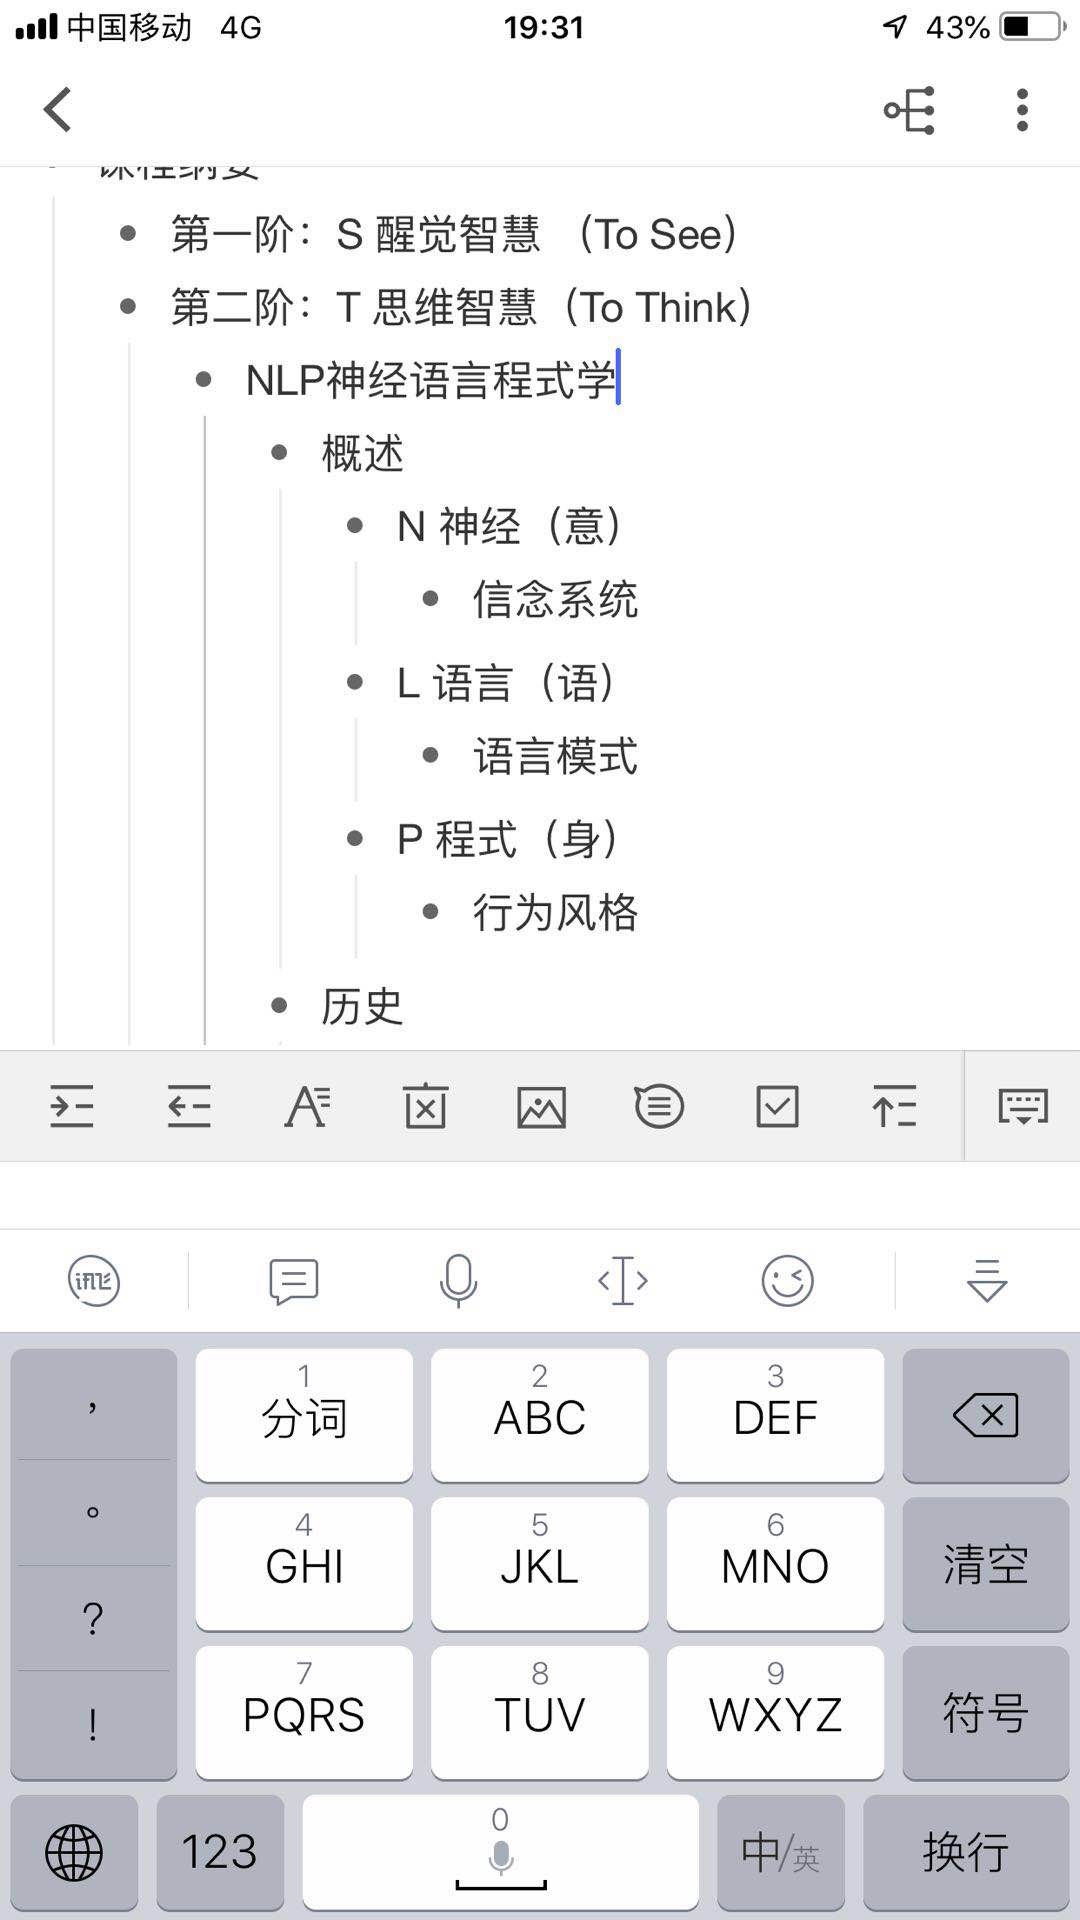 中国移动 4G 19:31 43%
课程纲要
第一阶：S 醒觉智慧 （To See）
第二阶：T 思维智慧（To Think）
NLP神经语言程式学
概述
N 神经（意）
信念系统
L 语言（语）
语言模式
P 程式（身）
行为风格
历史
， 1 分词 2 ABC 3 DEF
。 4 GHI 5 JKL 6 MNO 清空
？
！ 7 PQRS 8 TUV 9 WXYZ 符号
123 0 中/英 换行